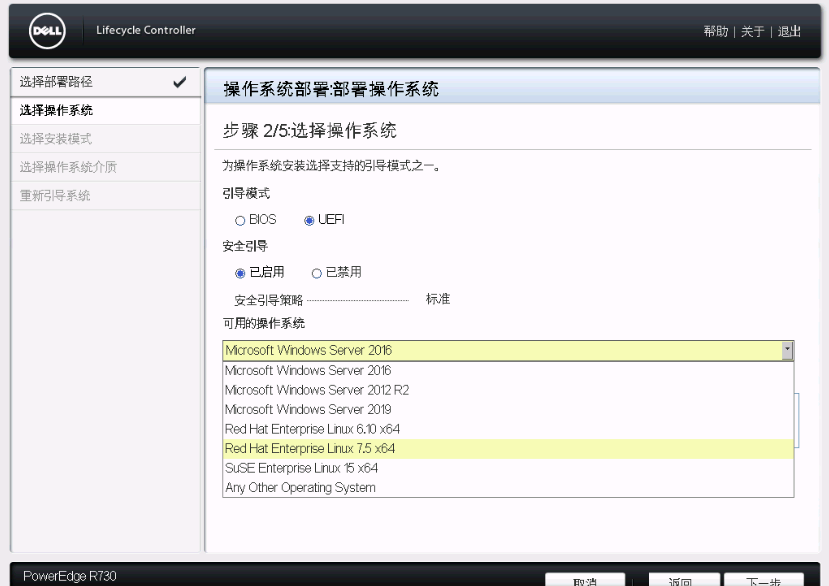 DELL Lifecycle Controller 帮助 | 关于 | 退出
选择部署路径
选择操作系统
选择安装模式
选择操作系统介质
重新引导系统
操作系统部署:部署操作系统
步骤 2/5:选择操作系统
为操作系统安装选择支持的引导模式之一。
引导模式
BIOS UEFI
安全引导
已启用 已禁用
安全引导策略 标准
可用的操作系统
Microsoft Windows Server 2016
Microsoft Windows Server 2016
Microsoft Windows Server 2012 R2
Microsoft Windows Server 2019
Red Hat Enterprise Linux 6.10 x64
Red Hat Enterprise Linux 7.5 x64
SuSE Enterprise Linux 15 x64
Any Other Operating System
PowerEdge R730
取消 返回 下一步